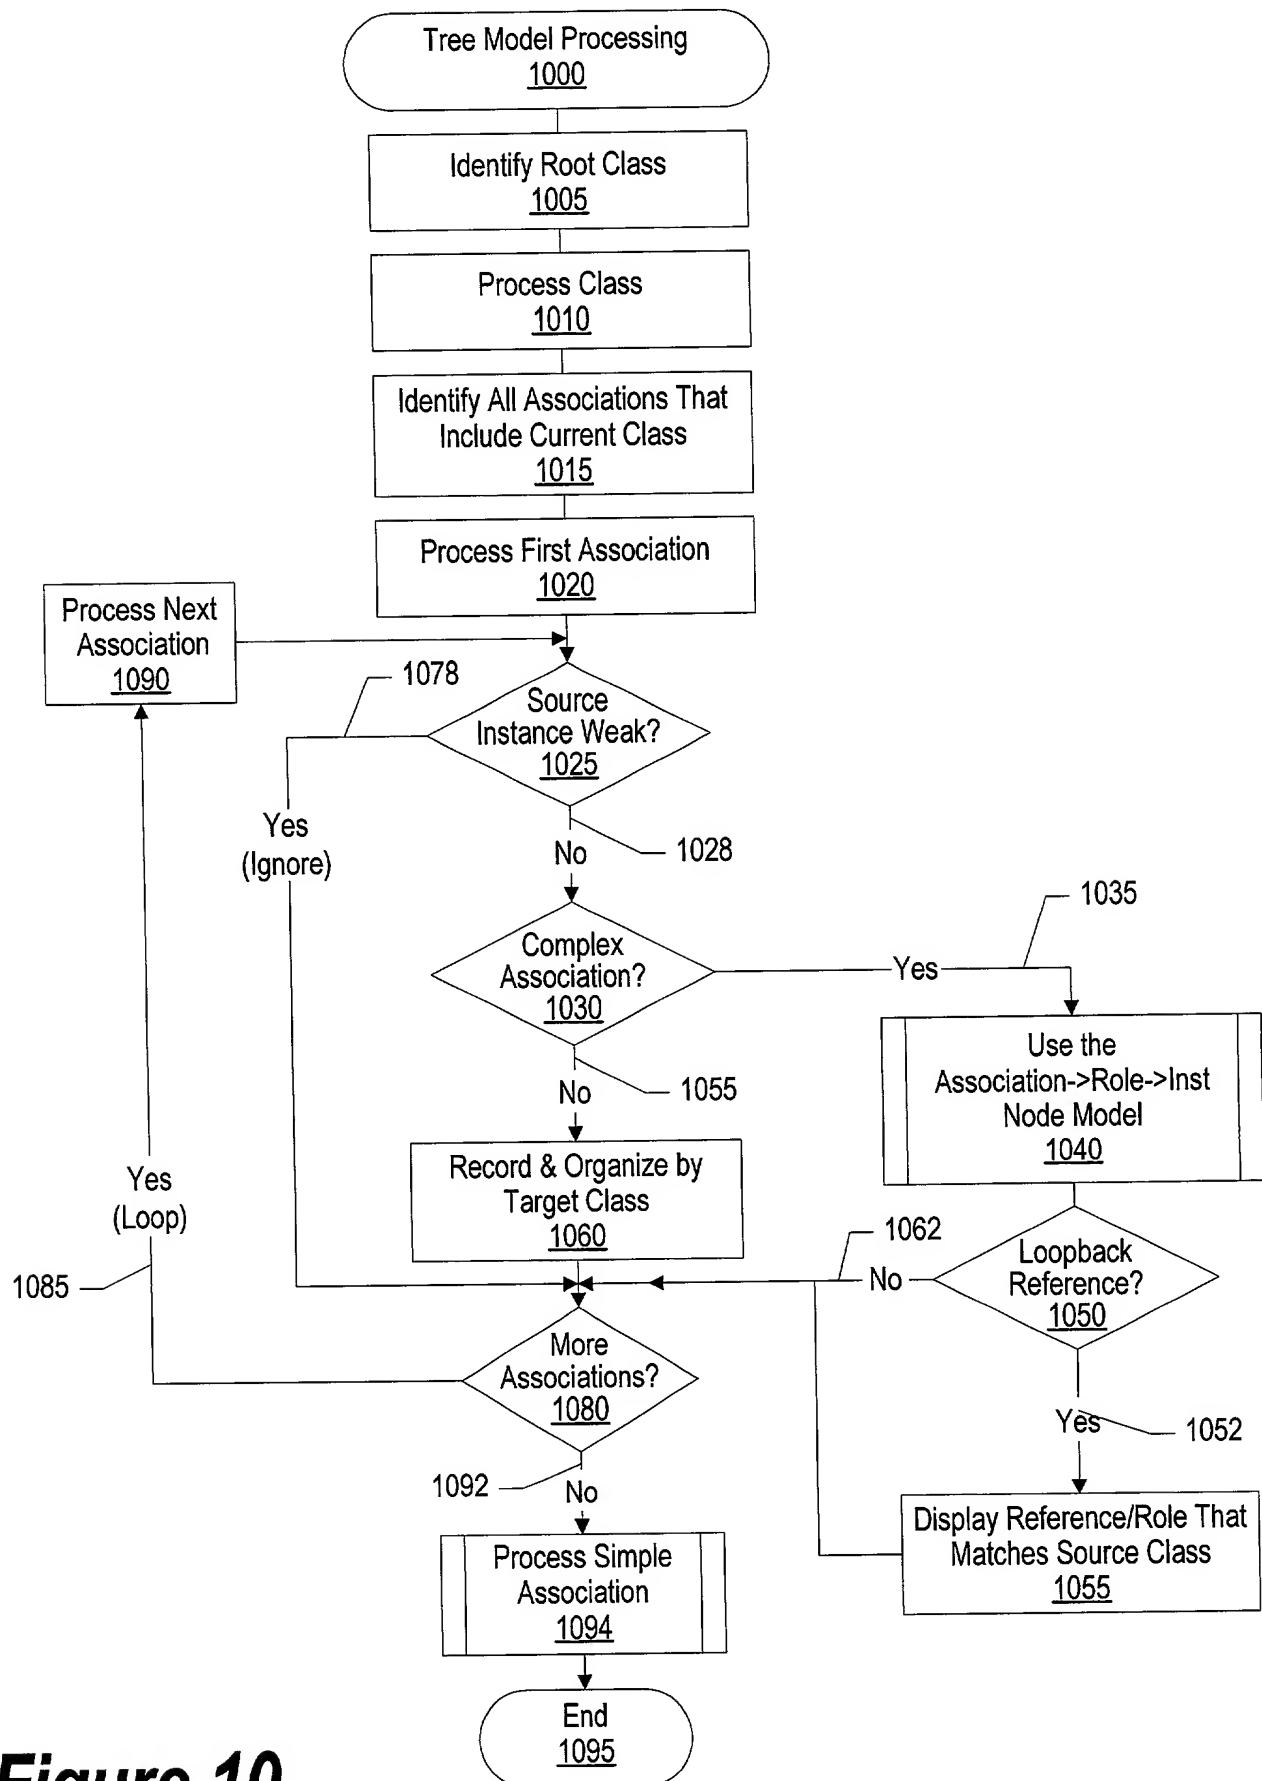 Tree Model Processing
1000
Identify Root Class
1005
Process Class
1010
Identify All Associations That
Include Current Class
1015
Process First Association
1020
Process Next
Association
1090
1078
Source
Instance Weak?
1025
Yes
(Ignore)
No
1028
Complex
Association?
1030
Yes
1035
Use the
Association->Role->Inst
Node Model
1040
No
1055
Record & Organize by
Target Class
1060
Yes
(Loop)
1085
1062
No
Loopback
Reference?
1050
More
Associations?
1080
Yes
1052
1092
No
Display Reference/Role That
Matches Source Class
1055
Process Simple
Association
1094
End
1095
Figure 10